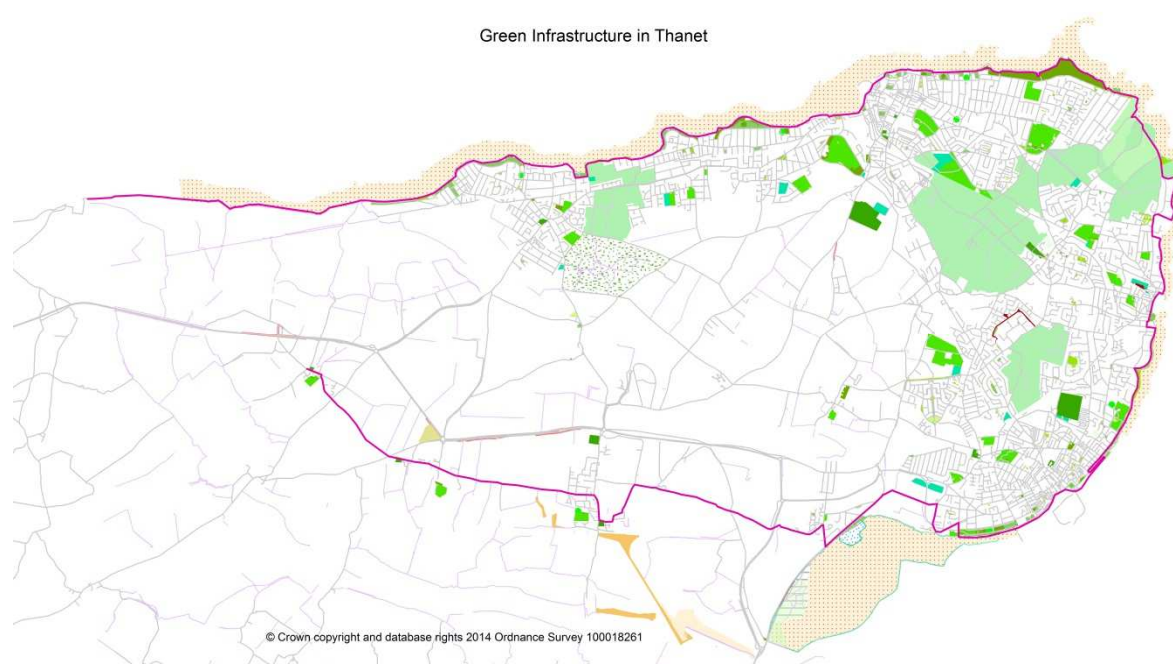 Green Infrastructure in Thanet
© Crown copyright and database rights 2014 Ordnance Survey 100018261